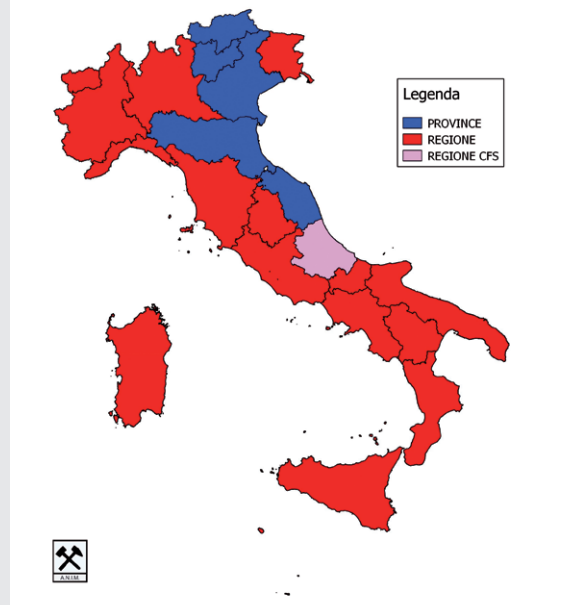 Legenda
PROVINCE
REGIONE
REGIONE CFS
A.N.I.M.